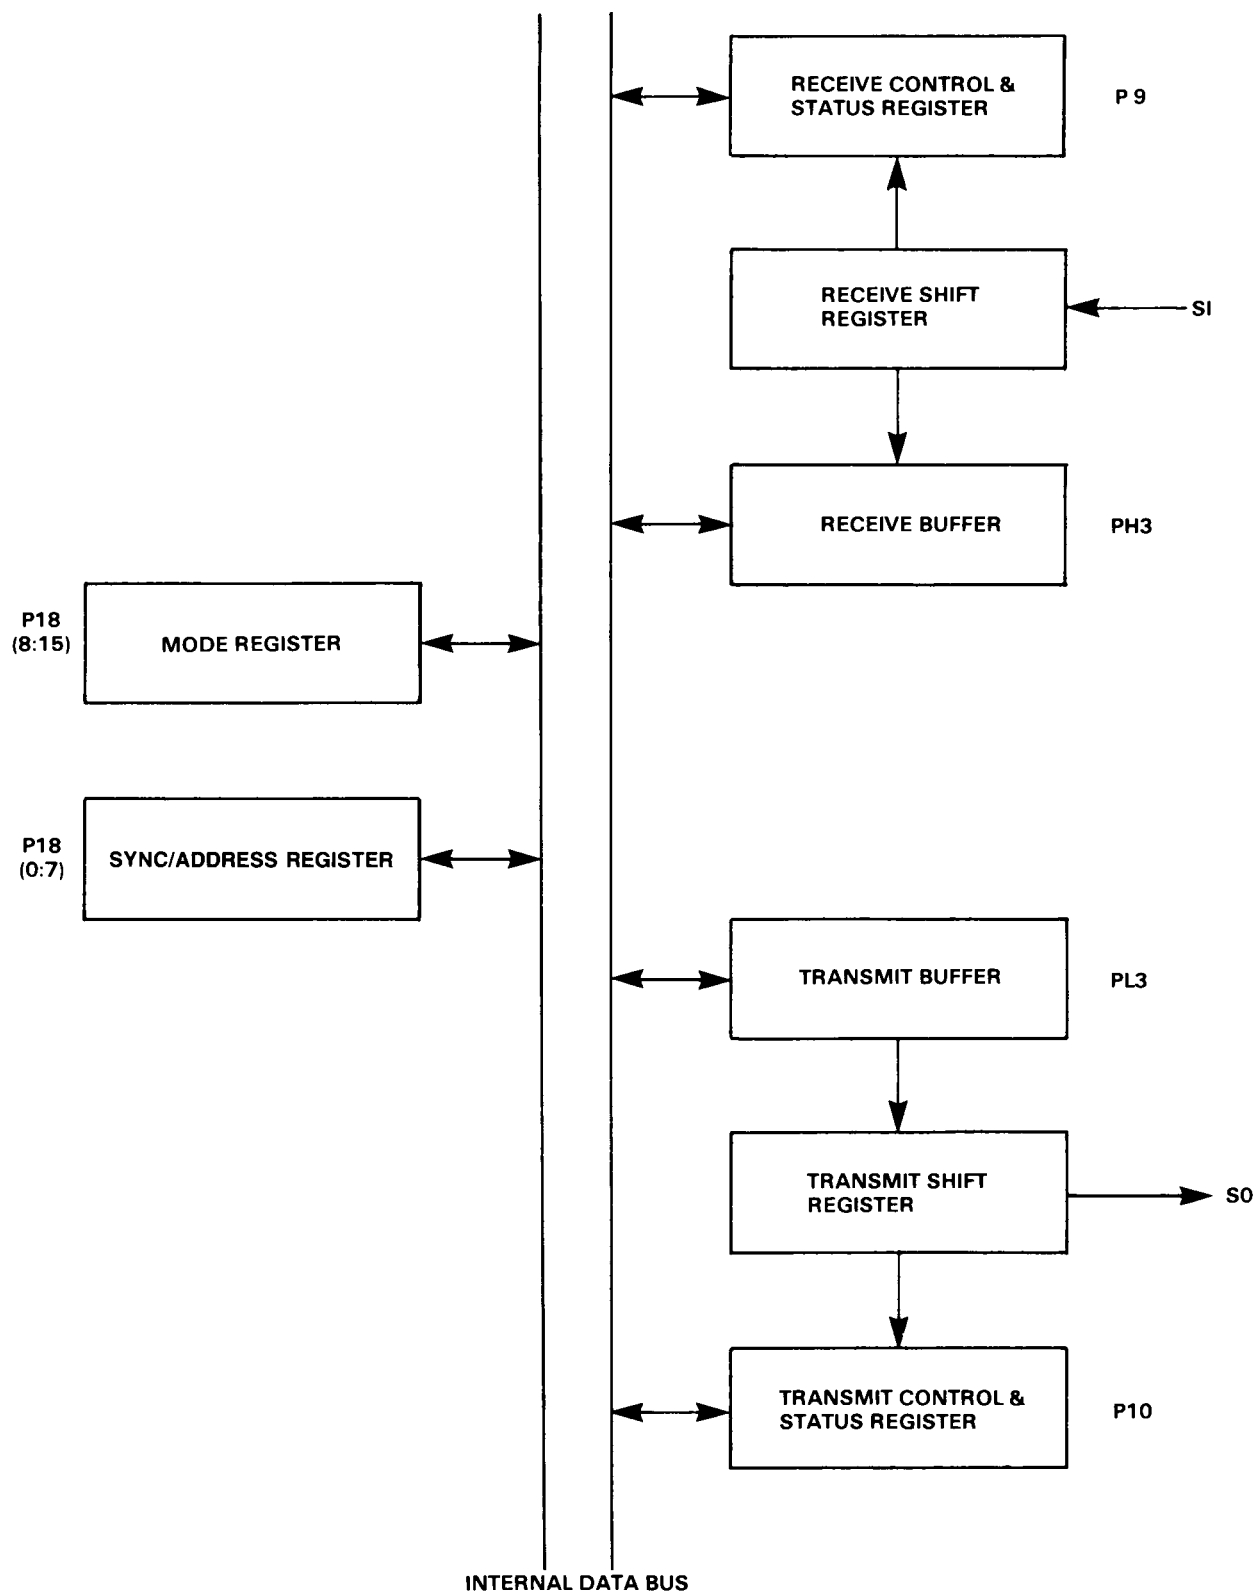 RECEIVE CONTROL &
STATUS REGISTER
P 9
RECEIVE SHIFT
REGISTER
SI
RECEIVE BUFFER
PH3
P18
(8:15)
MODE REGISTER
P18
(0:7)
SYNC/ADDRESS REGISTER
TRANSMIT BUFFER
PL3
TRANSMIT SHIFT
REGISTER
SO
TRANSMIT CONTROL &
STATUS REGISTER
P10
INTERNAL DATA BUS